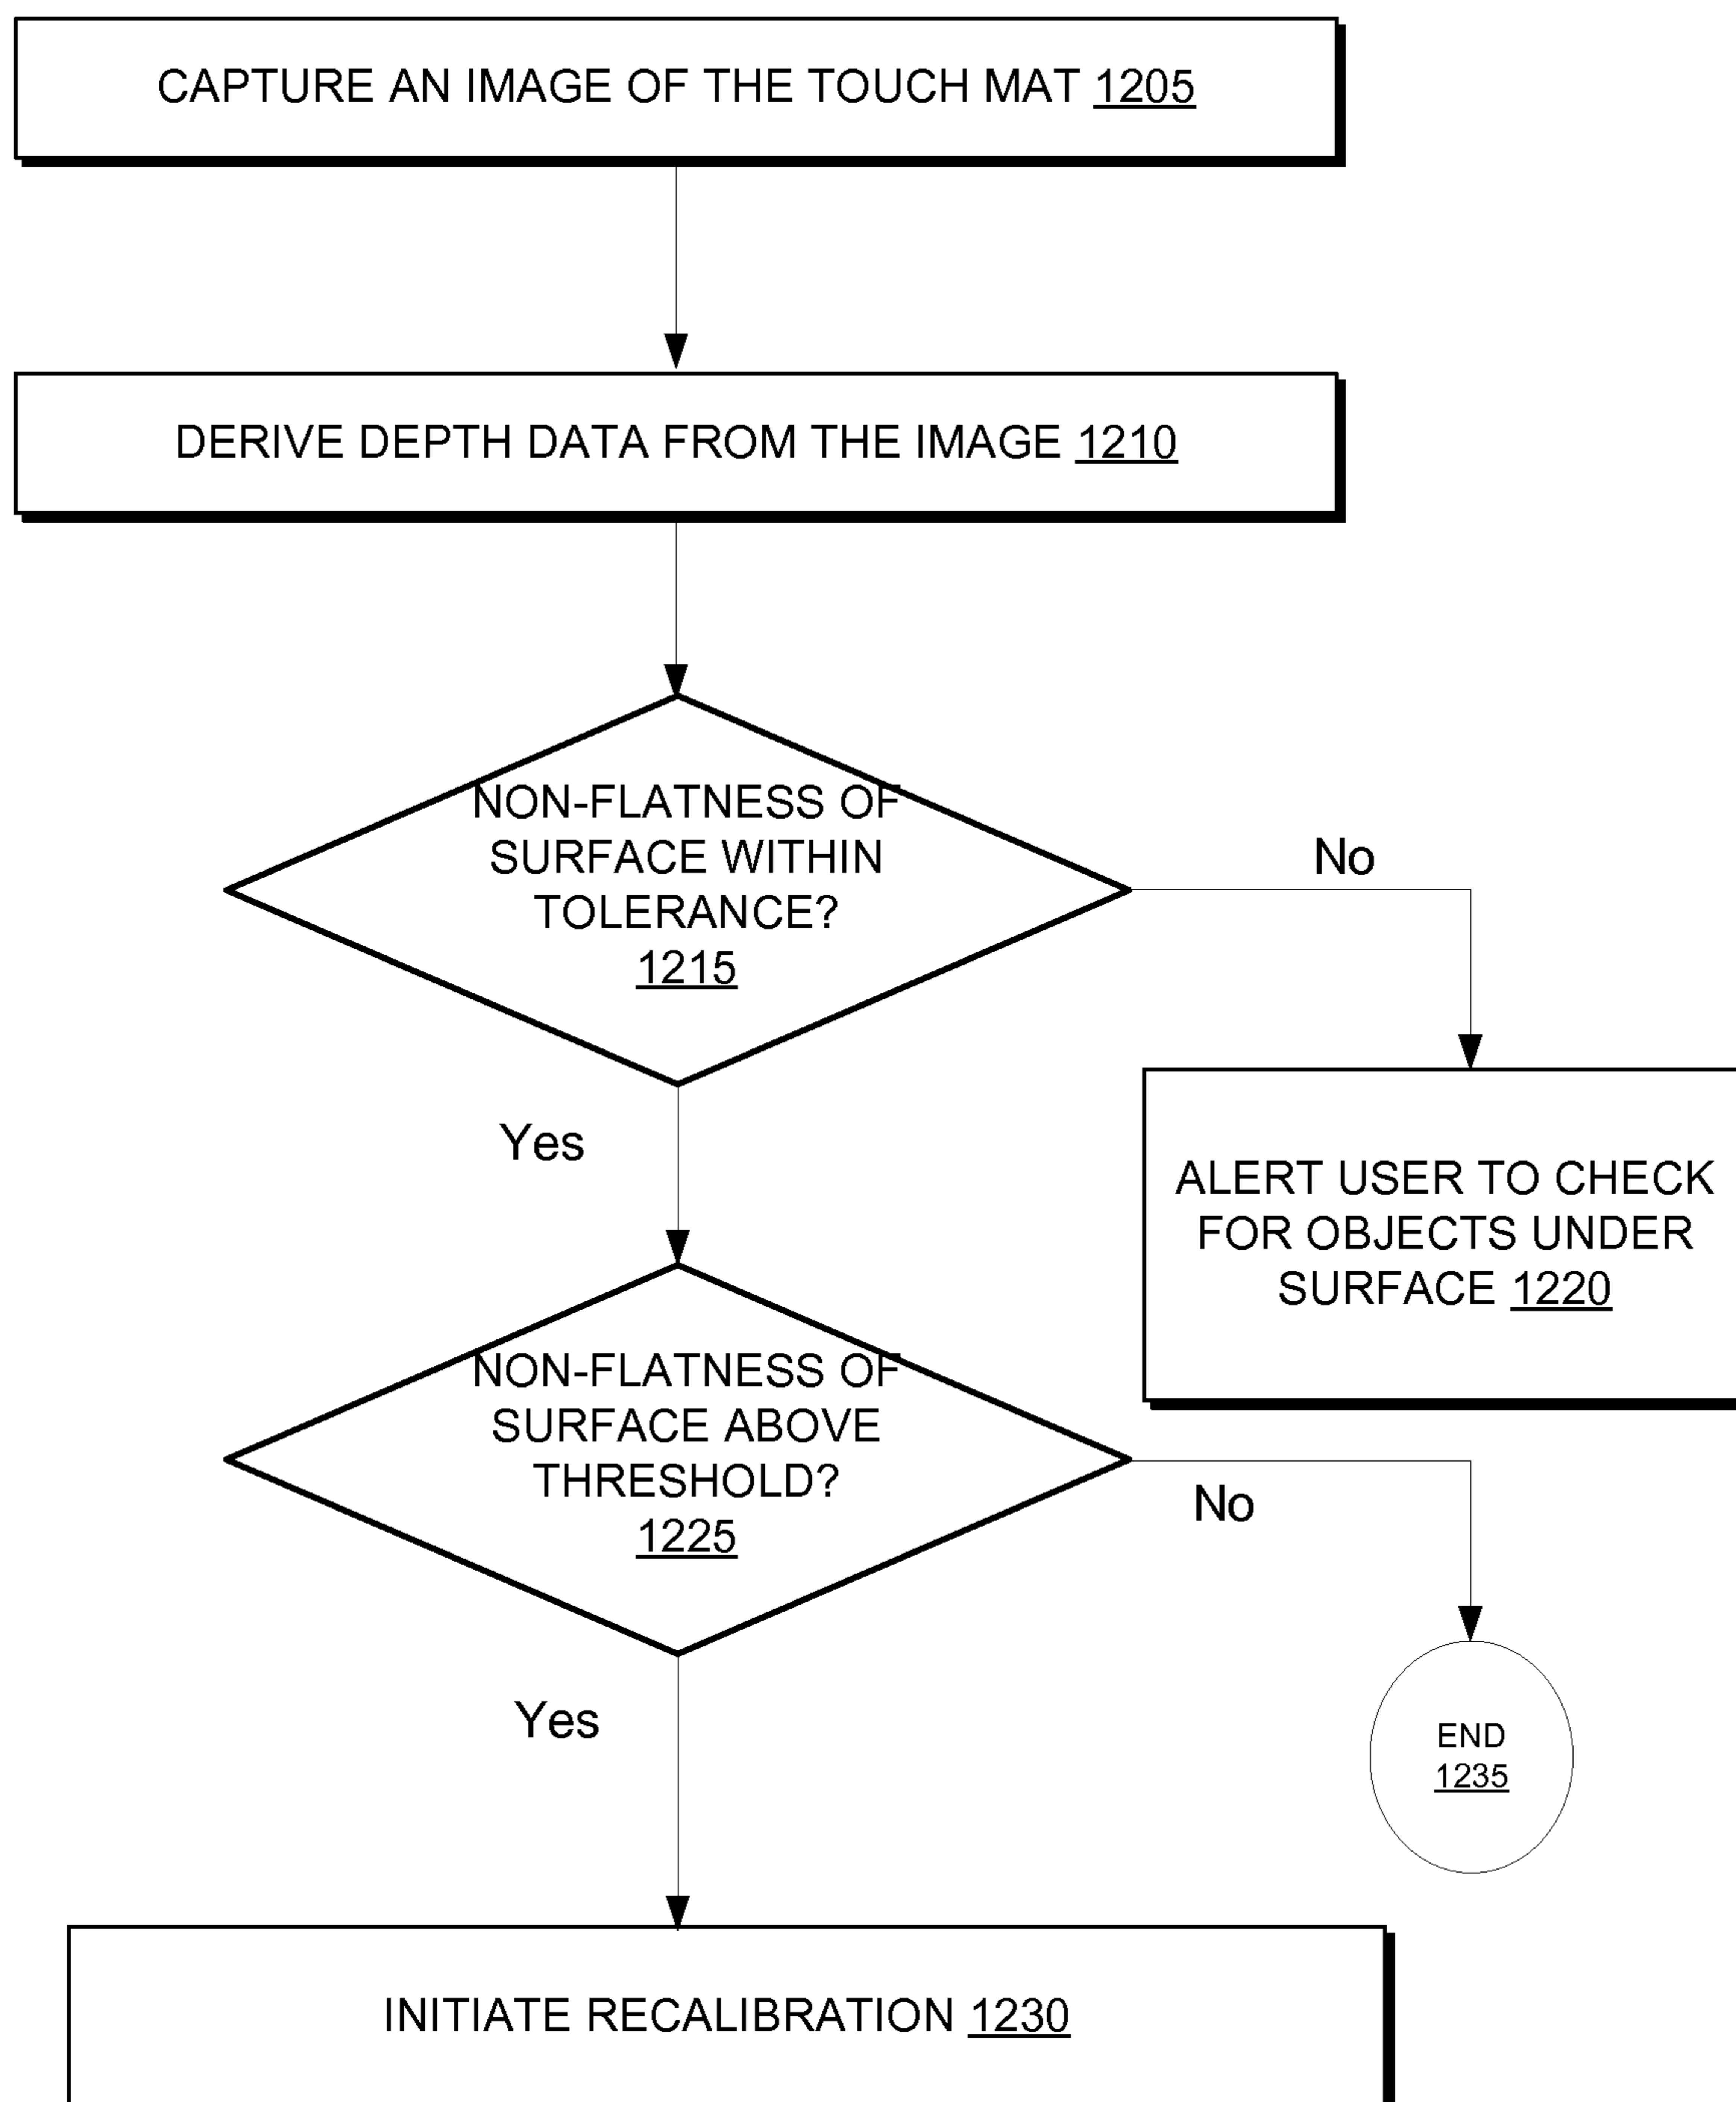 CAPTURE AN IMAGE OF THE TOUCH MAT 1205
DERIVE DEPTH DATA FROM THE IMAGE 1210
NON-FLATNESS OF
SURFACE WITHIN
TOLERANCE?
1215
No
Yes
ALERT USER TO CHECK
FOR OBJECTS UNDER
SURFACE 1220
NON-FLATNESS OF
SURFACE ABOVE
THRESHOLD?
1225
No
Yes
END
1235
INITIATE RECALIBRATION 1230